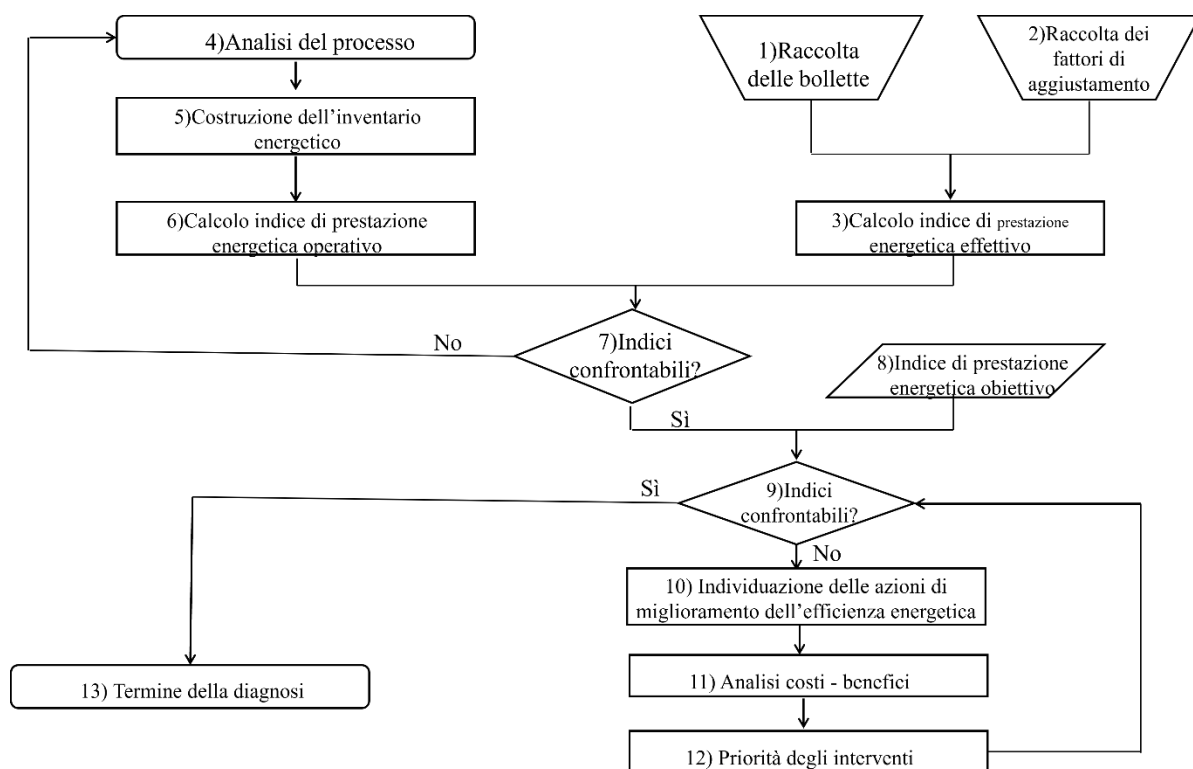 4)Analisi del processo
1)Raccolta
delle bollette
2)Raccolta dei
fattori di
aggiustamento
5)Costruzione dell’inventario
energetico
6)Calcolo indice di prestazione
energetica operativo
3)Calcolo indice di prestazione
energetica effettivo
No
7)Indici
confrontabili?
8)Indice di prestazione
energetica obiettivo
Sì
Sì
9)Indici
confrontabili?
No
10) Individuazione delle azioni di
miglioramento dell’efficienza energetica
13) Termine della diagnosi
11) Analisi costi - benefici
12) Priorità degli interventi